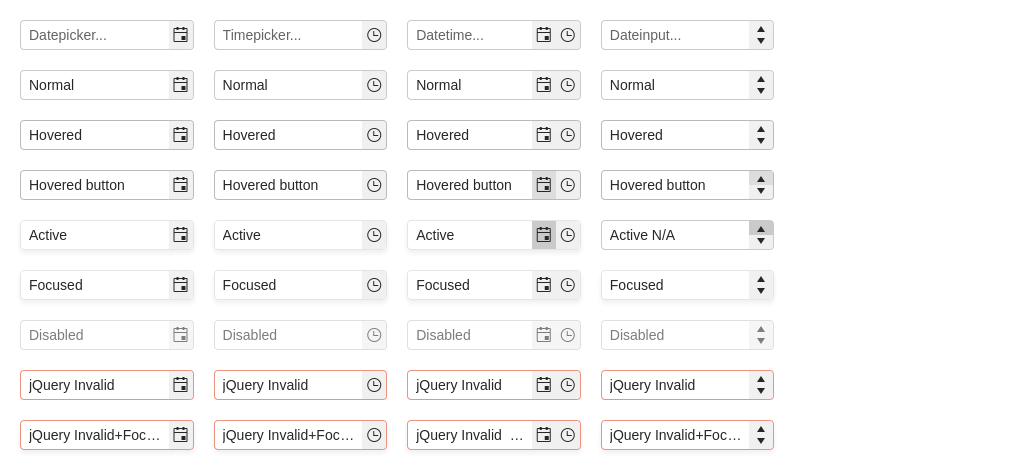 Datepicker... Timepicker... Datetime... Dateinput...
Normal Normal Normal Normal
Hovered Hovered Hovered Hovered
Hovered button Hovered button Hovered button Hovered button
Active Active Active Active N/A
Focused Focused Focused Focused
Disabled Disabled Disabled Disabled
jQuery Invalid jQuery Invalid jQuery Invalid jQuery Invalid
jQuery Invalid+Foc… jQuery Invalid+Foc… jQuery Invalid … jQuery Invalid+Foc…